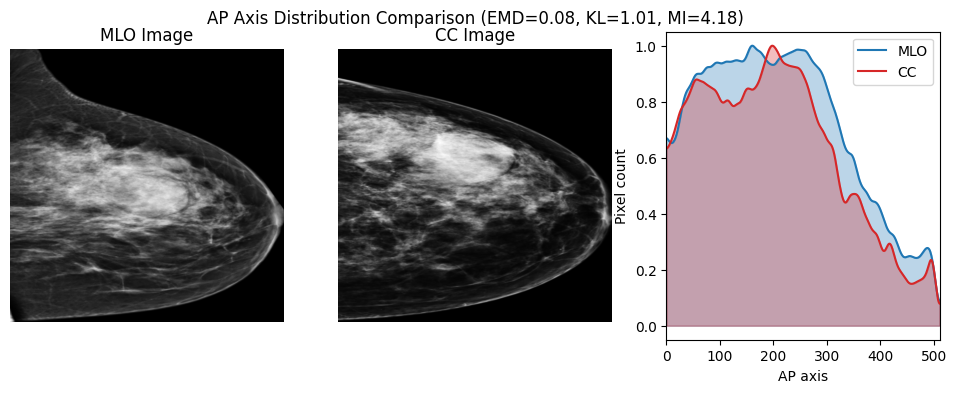 AP Axis Distribution Comparison (EMD=0.08, KL=1.01, MI=4.18)
MLO Image
CC Image
MLO
CC
Pixel count
1.0
0.8
0.6
0.4
0.2
0.0
0 100 200 300 400 500
AP axis